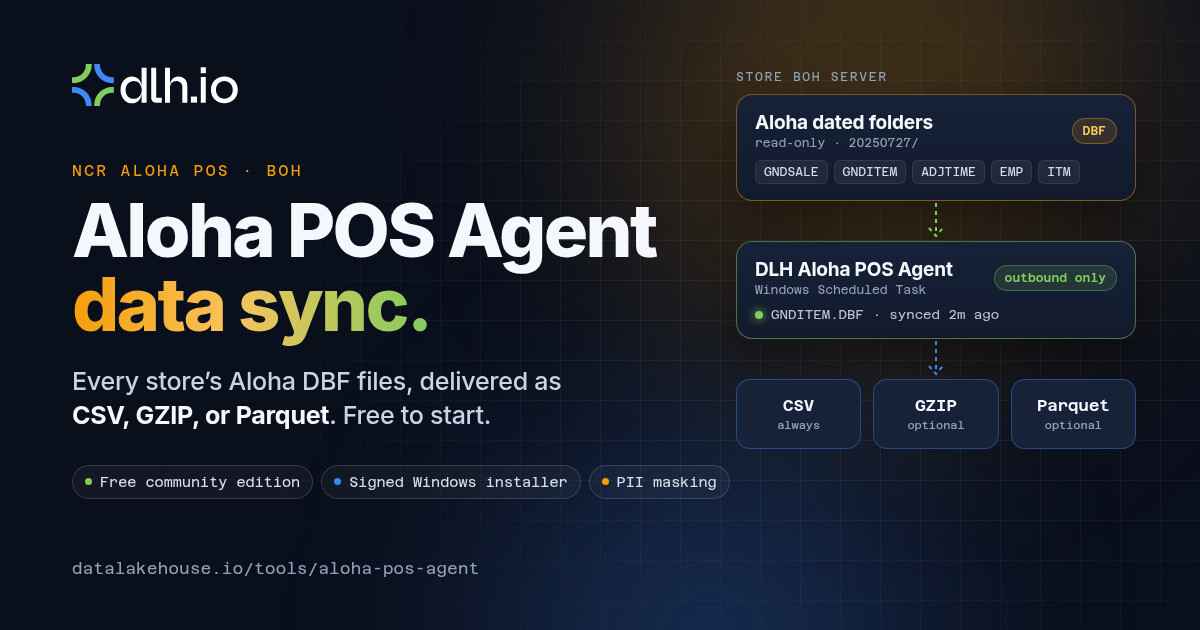 dlh.io
NCR ALOHA POS · BOH
Aloha POS Agent
data sync.
Every store’s Aloha DBF files, delivered as
CSV, GZIP, or Parquet. Free to start.
Free community edition
Signed Windows installer
PII masking
datalakehouse.io/tools/aloha-pos-agent
STORE BOH SERVER
Aloha dated folders
DBF
read-only · 20250727/
GNDSALE GNDITEM ADJTIME EMP ITM
DLH Aloha POS Agent
outbound only
Windows Scheduled Task
GNDITEM.DBF · synced 2m ago
CSV GZIP Parquet
always optional optional